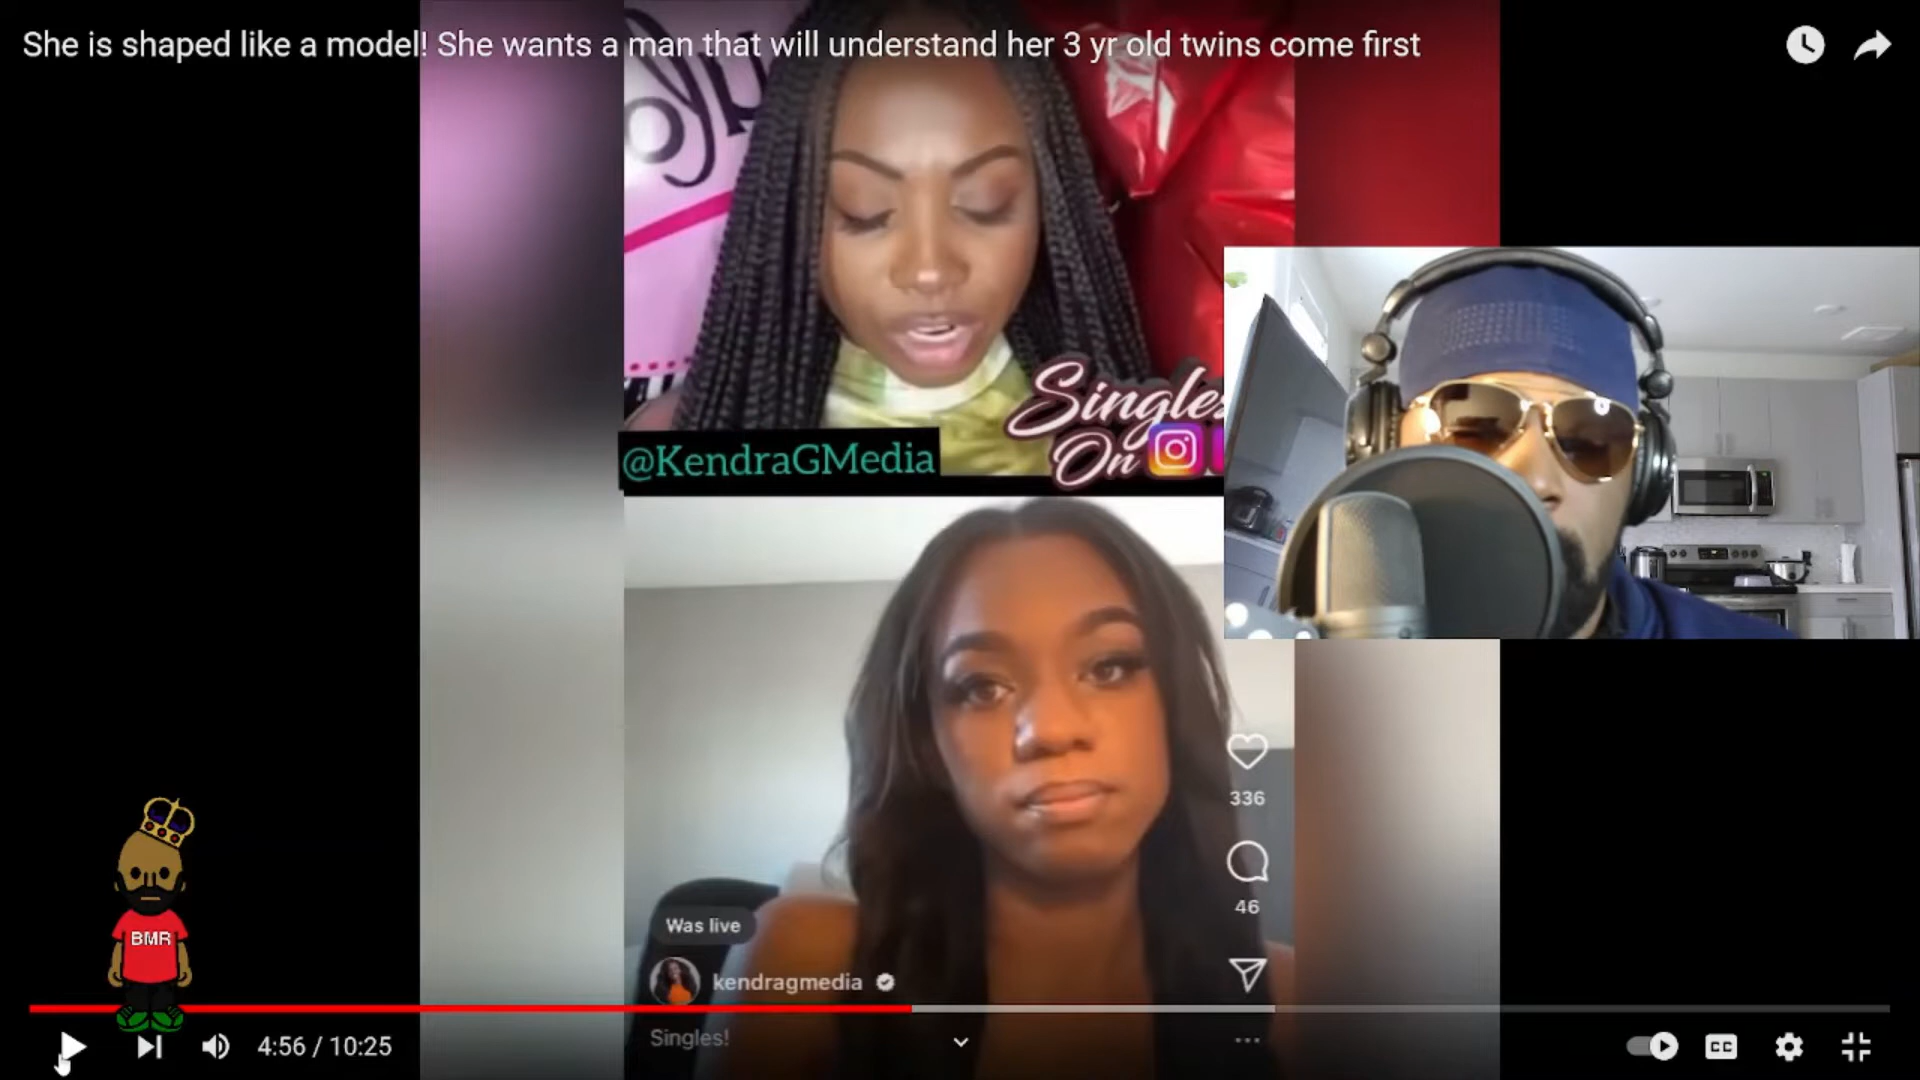 She is shaped like a model! She wants a man that will understand her 3 yr old twins come first
Singles
On
@KendraGMedia
336
46
Was live
kendragmedia
Singles!
BMR
4:56 / 10:25
CC